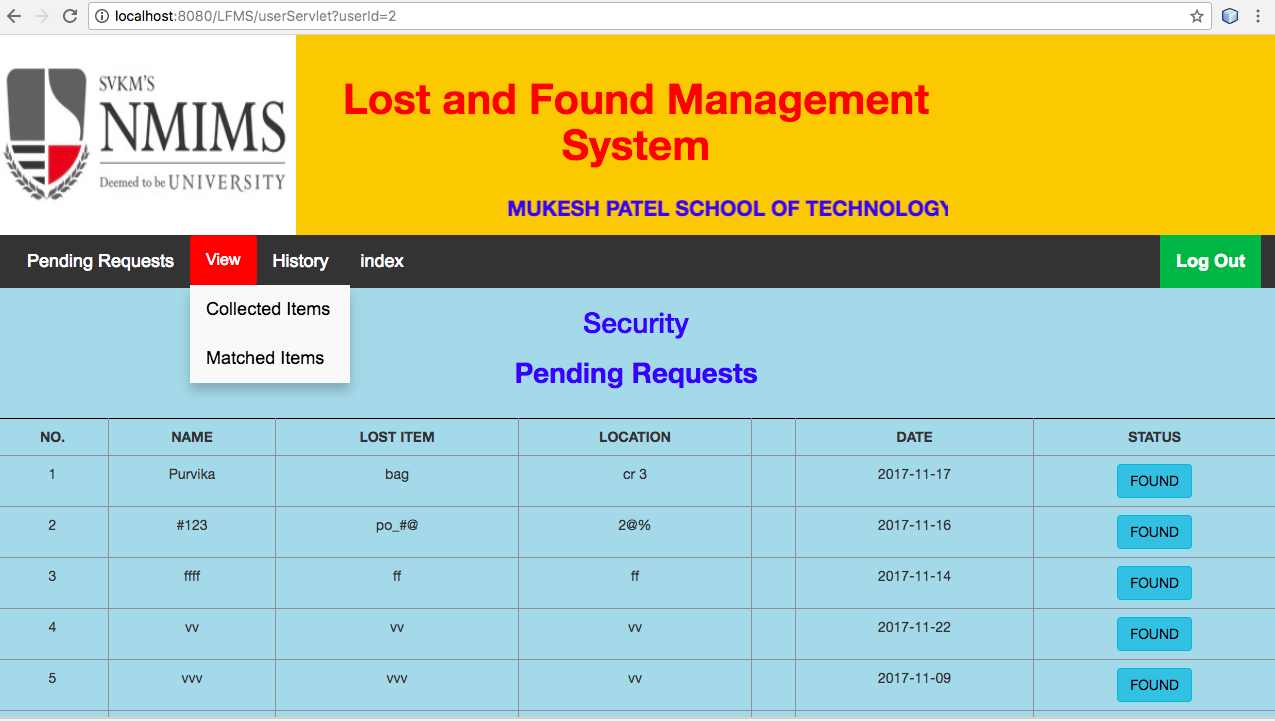 localhost:8080/LFMS/userServlet?userId=2
SVKM'S
NMIMS
Deemed to be UNIVERSITY
Lost and Found Management
System
MUKESH PATEL SCHOOL OF TECHNOLOGY
Pending Requests View History index Log Out
Collected Items
Matched Items
Security
Pending Requests
NO. NAME LOST ITEM LOCATION DATE STATUS
1 Purvika bag cr 3 2017-11-17 FOUND
2 #123 po_#@ 2@% 2017-11-16 FOUND
3 ffff ff ff 2017-11-14 FOUND
4 vv vv vv 2017-11-22 FOUND
5 vvv vvv vv 2017-11-09 FOUND